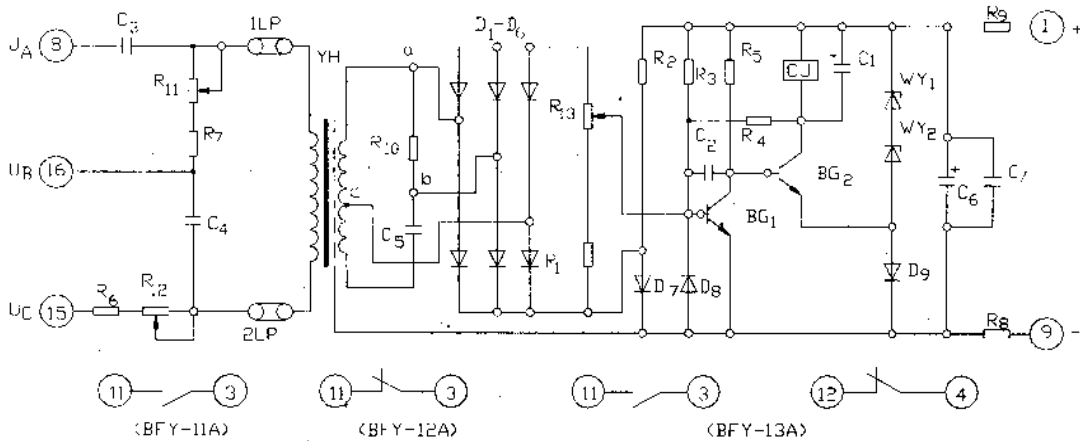 C3
1LP
D1-D6
R9
UA 8
YH
a
R2
R3
R5
CJ
C1
1 +
R11
WY1
R13
R7
C2
R4
WY2
R10
UB 16
b
BG2
C
C6
C7
C4
C5
BG1
R1
D7
D8
D9
UC 15
R6
R12
2LP
R8
9 -
11 3
11 3
11 3
12 4
(BFY-11A)
(BFY-12A)
(BFY-13A)